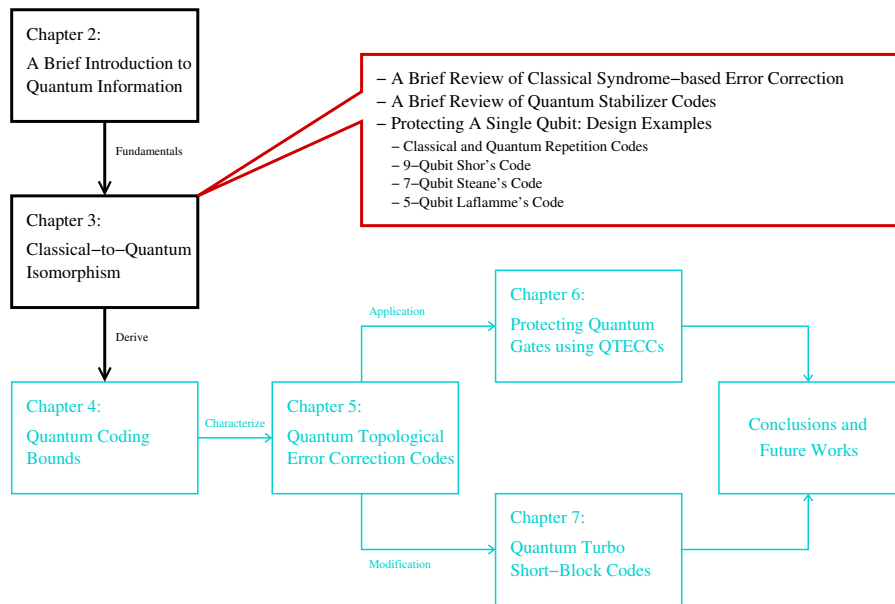 Chapter 2:
A Brief Introduction to
Quantum Information
− A Brief Review of Classical Syndrome−based Error Correction
− A Brief Review of Quantum Stabilizer Codes
− Protecting A Single Qubit: Design Examples
− Classical and Quantum Repetition Codes
− 9−Qubit Shor's Code
− 7−Qubit Steane's Code
− 5−Qubit Laflamme's Code
Fundamentals
Chapter 3:
Classical−to−Quantum
Isomorphism
Derive
Chapter 4:
Quantum Coding
Bounds
Characterize
Chapter 5:
Quantum Topological
Error Correction Codes
Application
Chapter 6:
Protecting Quantum
Gates using QTECCs
Modification
Chapter 7:
Quantum Turbo
Short−Block Codes
Conclusions and
Future Works